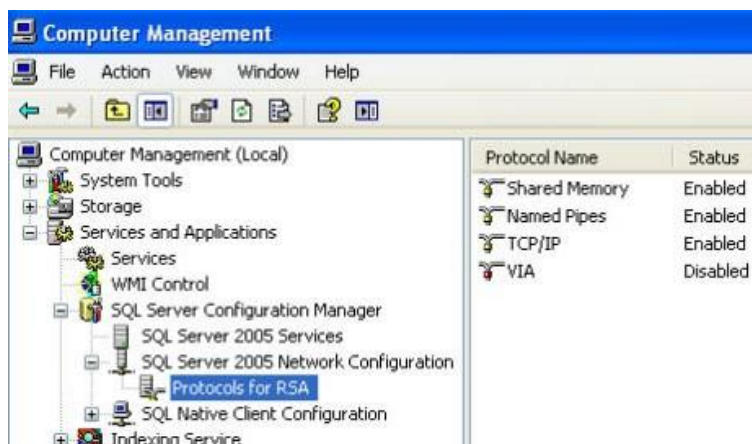 Computer Management
File Action View Window Help
Computer Management (Local)
System Tools
Storage
Services and Applications
Services
WMI Control
SQL Server Configuration Manager
SQL Server 2005 Services
SQL Server 2005 Network Configuration
Protocols for RSA
SQL Native Client Configuration
Indexing Service
Protocol Name Status
Shared Memory Enabled
Named Pipes Enabled
TCP/IP Enabled
VIA Disabled